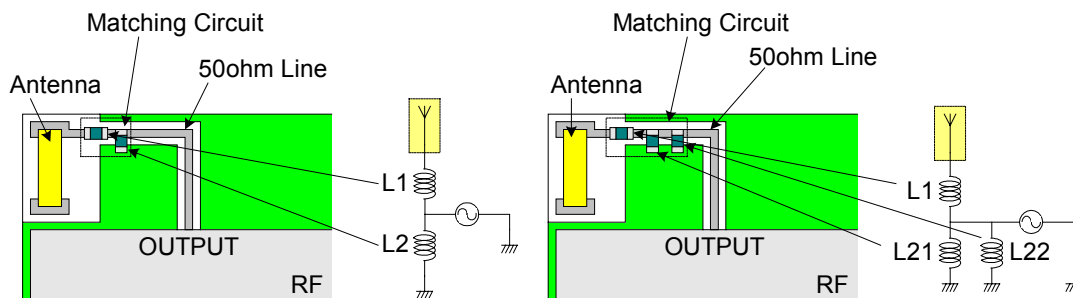 Matching Circuit
50ohm Line
Antenna
L1
L2
OUTPUT
RF
Matching Circuit
50ohm Line
Antenna
L1
L21
L22
OUTPUT
RF